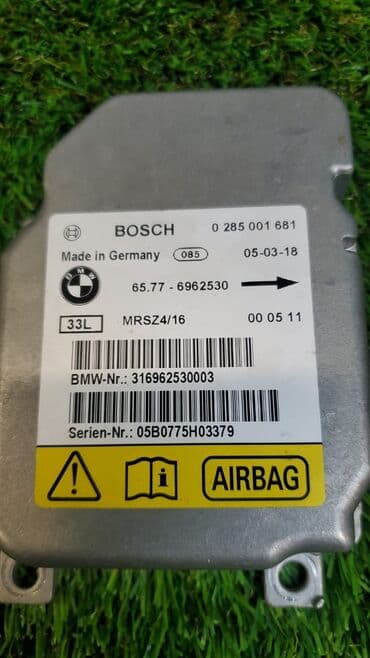 BOSCH 0 285 001 681
Made in Germany 085 05-03-18
BMW 65.77 - 6962530
33L MRSZ4/16 00 05 11
BMW-Nr.: 316962530003
Serien-Nr.: 05B0775H03379
AIRBAG